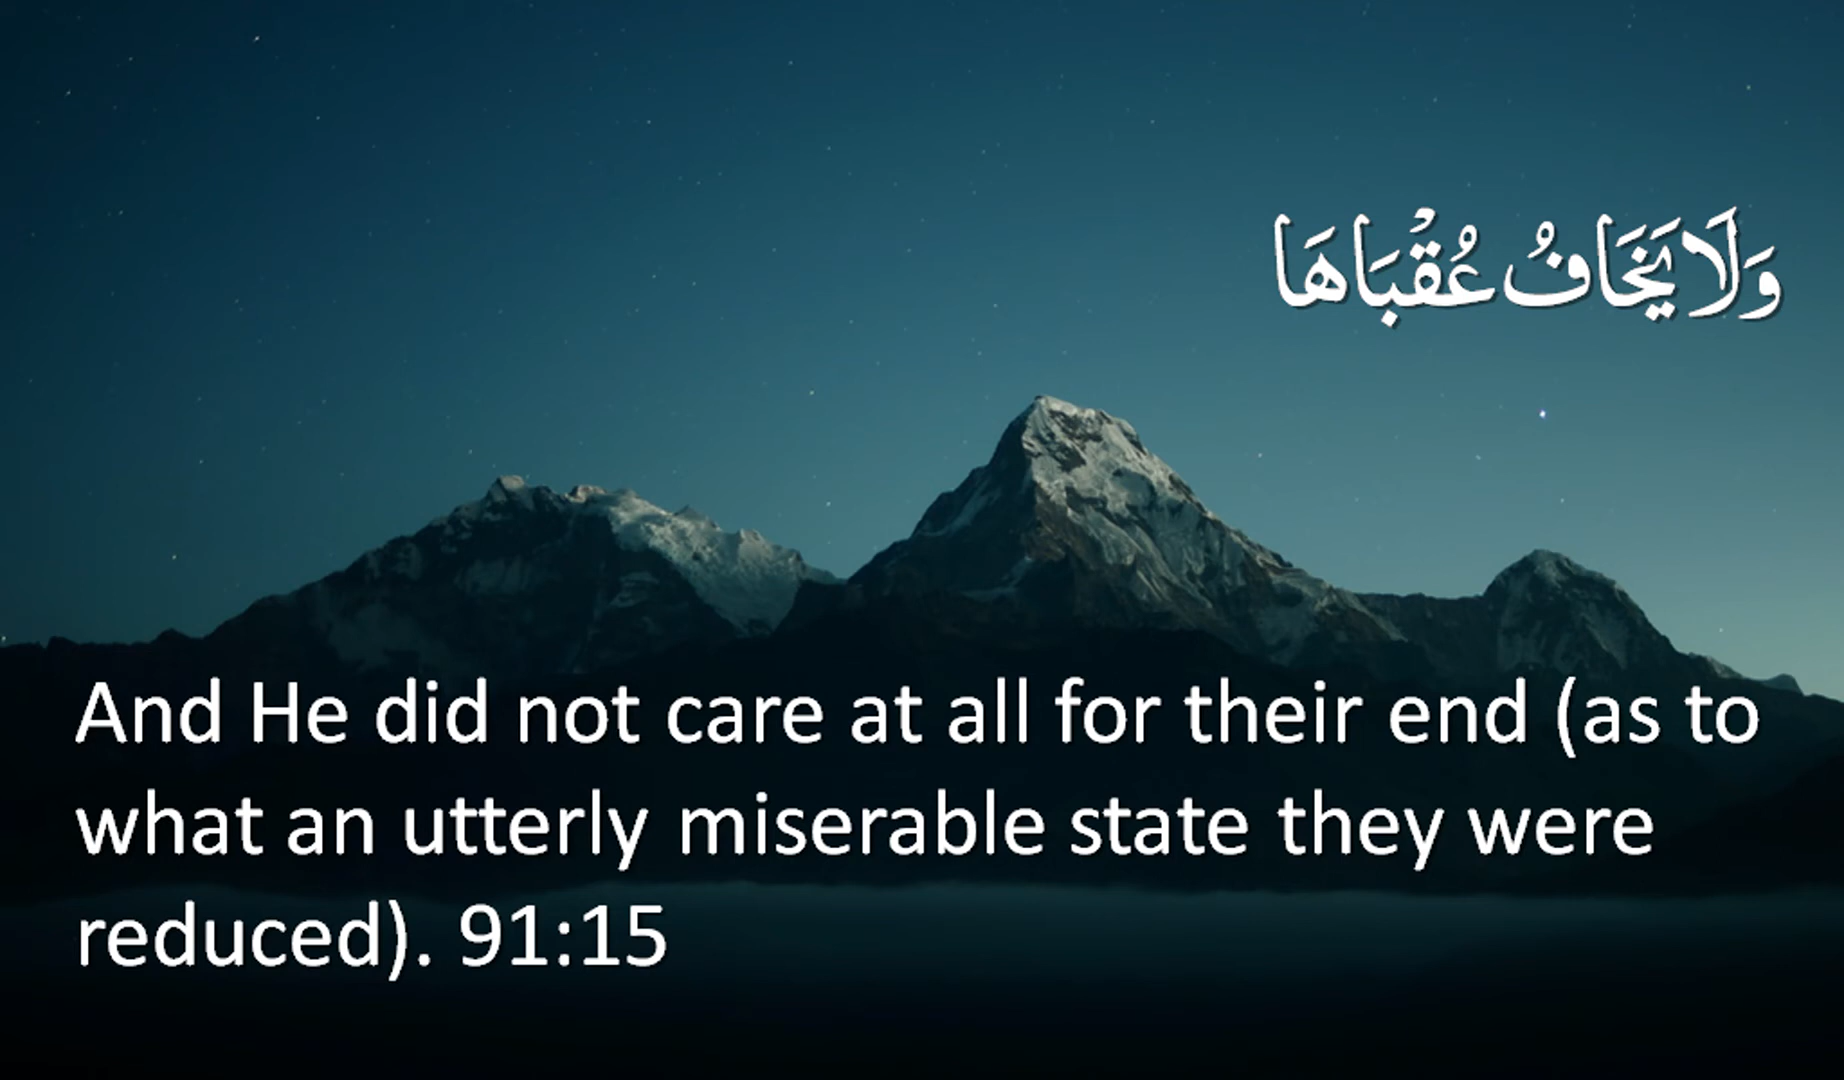 وَلَا يَخَافُ عُقْبَاهَا
And He did not care at all for their end (as to
what an utterly miserable state they were
reduced). 91:15